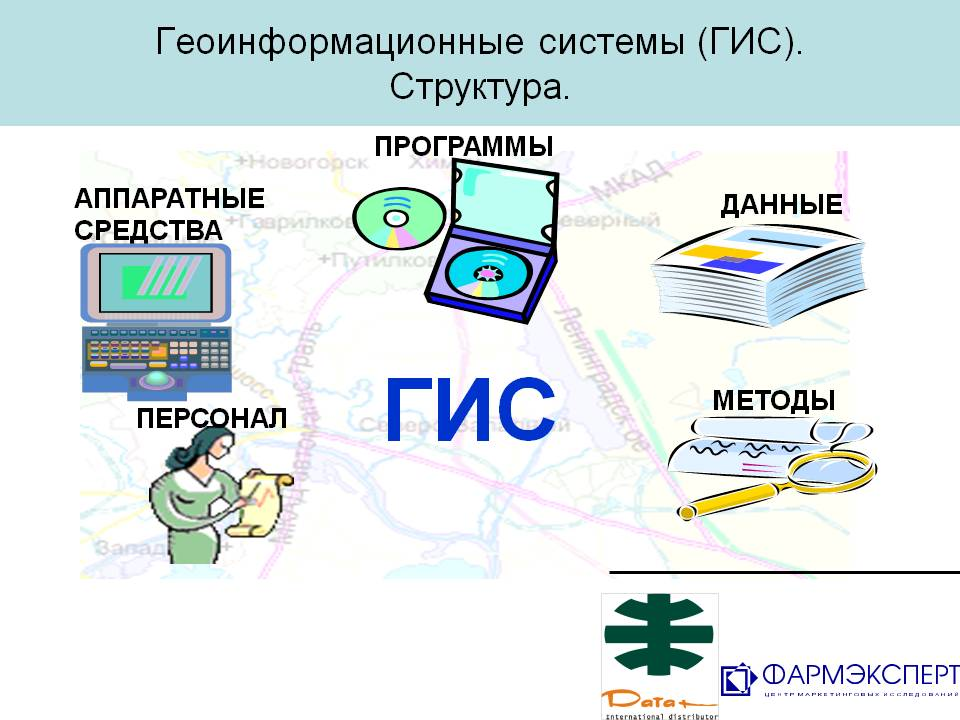 Геоинформационные системы (ГИС).
Структура.
ПРОГРАММЫ
АППАРАТНЫЕ
СРЕДСТВА
ДАННЫЕ
Новогорск
МКАД
Гаврилково
Путилково
Ленинградское
ГИС
МЕТОДЫ
ПЕРСОНАЛ
Северо-Западный
Запад
Data+
International distributor
ФАРМЭКСПЕРТ
ЦЕНТР МАРКЕТИНГОВЫХ ИССЛЕДОВАНИЙ